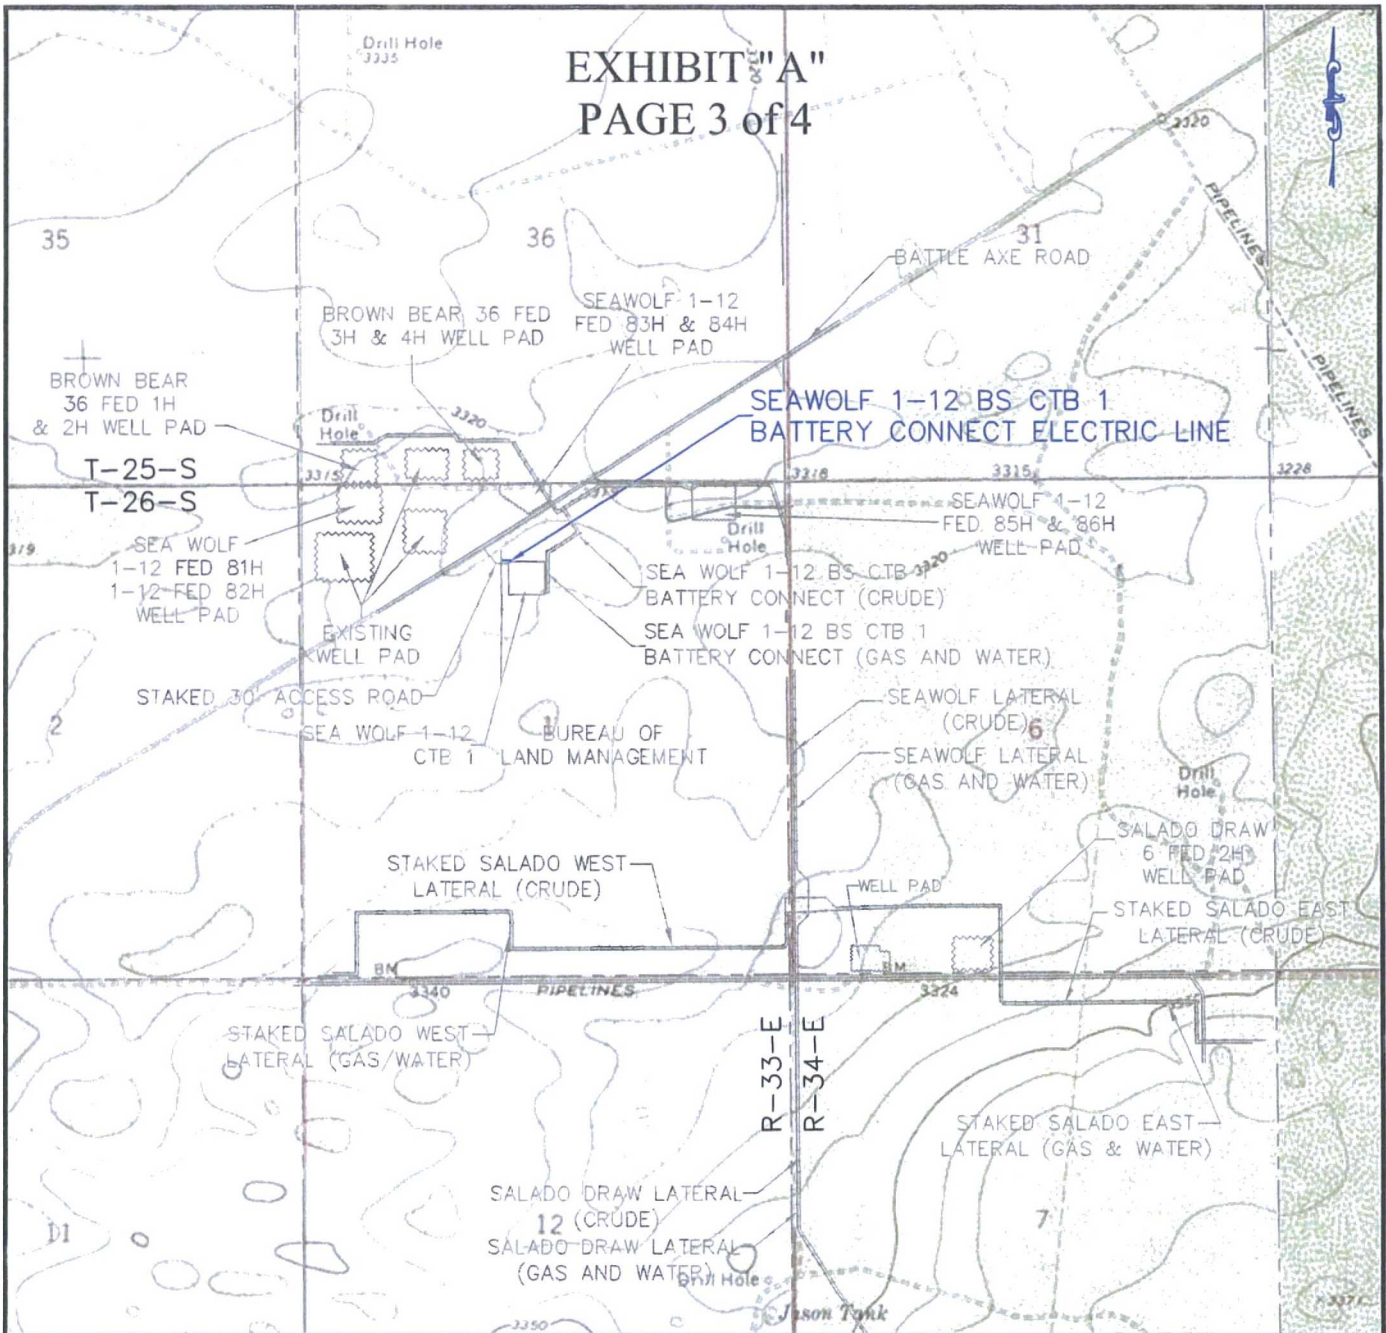 EXHIBIT "A"
PAGE 3 of 4
Drill Hole
3335
3320
3320
35
36
31
PIPELINES
BATTLE AXE ROAD
BROWN BEAR 36 FED
3H & 4H WELL PAD
SEAWOLF 1-12
FED 83H & 84H
WELL PAD
PIPELINES
BROWN BEAR
36 FED 1H
& 2H WELL PAD
SEAWOLF 1-12 BS CTB 1
BATTERY CONNECT ELECTRIC LINE
Drill
Hole
3320
T-25-S
T-26-S
3315
3318
3315
3228
SEAWOLF 1-12
FED 85H & 86H
WELL PAD
Drill
Hole
3320
319
SEA WOLF
1-12 FED 81H
1-12 FED 82H
WELL PAD
SEA WOLF 1-12 BS CTB 1
BATTERY CONNECT (CRUDE)
EXISTING
WELL PAD
SEA WOLF 1-12 BS CTB 1
BATTERY CONNECT (GAS AND WATER)
STAKED 30' ACCESS ROAD
SEAWOLF LATERAL
(CRUDE)
2
1
6
SEA WOLF 1-12
CTB 1
BUREAU OF
LAND MANAGEMENT
SEAWOLF LATERAL
(GAS AND WATER)
Drill
Hole
SALADO DRAW
6 FED 2H
WELL PAD
STAKED SALADO WEST
LATERAL (CRUDE)
WELL PAD
STAKED SALADO EAST
LATERAL (CRUDE)
BM
3340
PIPELINES
BM
3324
STAKED SALADO WEST
LATERAL (GAS/WATER)
R-33-E
R-34-E
STAKED SALADO EAST
LATERAL (GAS & WATER)
SALADO DRAW LATERAL
(CRUDE)
11
12
7
SALADO DRAW LATERAL
(GAS AND WATER)
Drill Hole
Jason Tank
3350
3371